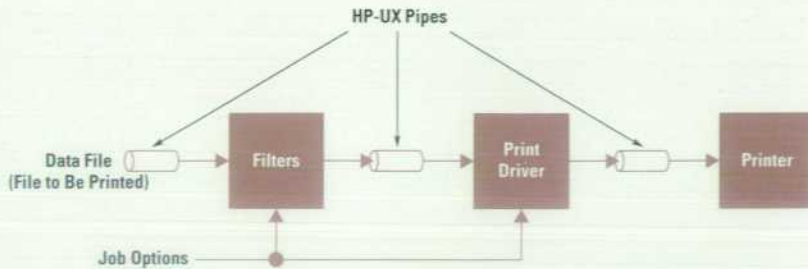 HP-UX Pipes
Data File
(File to Be Printed)
Filters
Print
Driver
Printer
Job Options